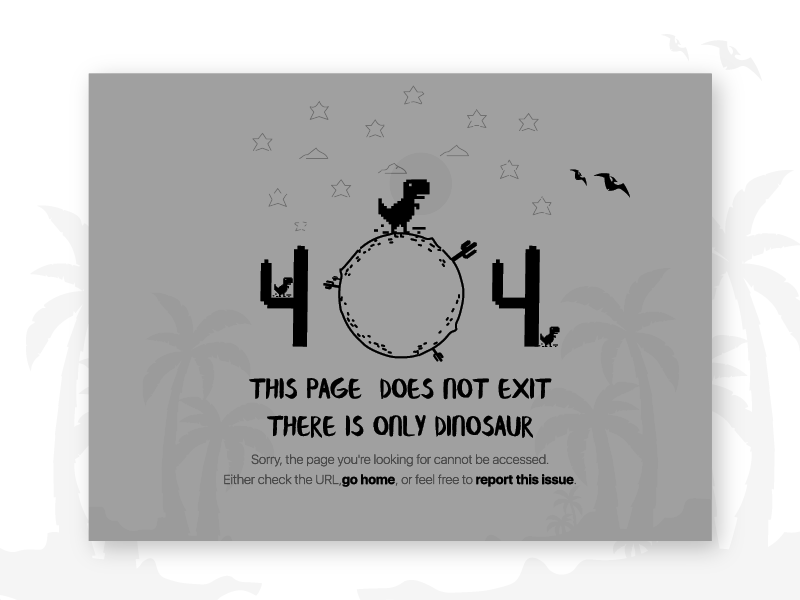 404
THIS PAGE DOES NOT EXIT
THERE IS ONLY DINOSAUR
Sorry, the page you're looking for cannot be accessed.
Either check the URL,go home, or feel free to report this issue.